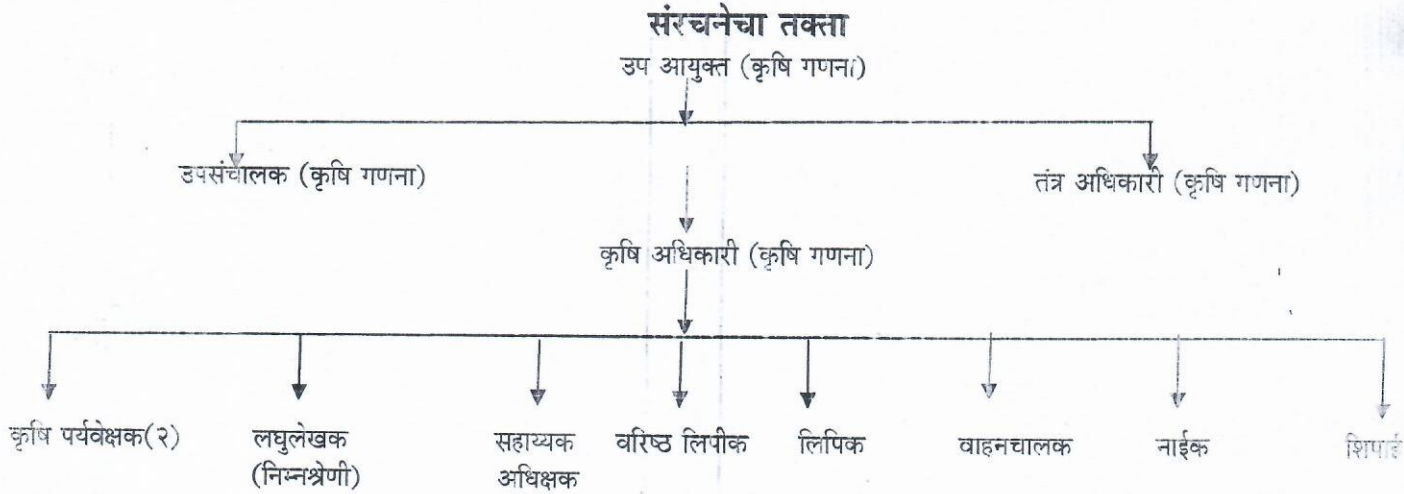 संरचनेचा तक्ता
उप आयुक्त (कृषि गणना)
उपसंचालक (कृषि गणना)
तंत्र अधिकारी (कृषि गणना)
कृषि अधिकारी (कृषि गणना)
कृषि पर्यवेक्षक(२)
लघुलेखक
(निम्नश्रेणी)
सहाय्यक
अधिक्षक
वरिष्ठ लिपीक
लिपिक
वाहनचालक
नाईक
शिपाई